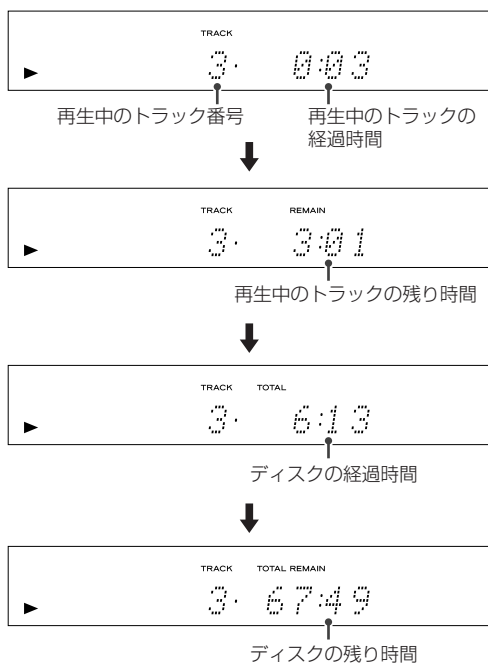 TRACK
3. 0:03
再生中のトラック番号
再生中のトラックの
経過時間
TRACK REMAIN
3. 3:01
再生中のトラックの残り時間
TRACK TOTAL
3. 6:13
ディスクの経過時間
TRACK TOTAL REMAIN
3. 67:49
ディスクの残り時間